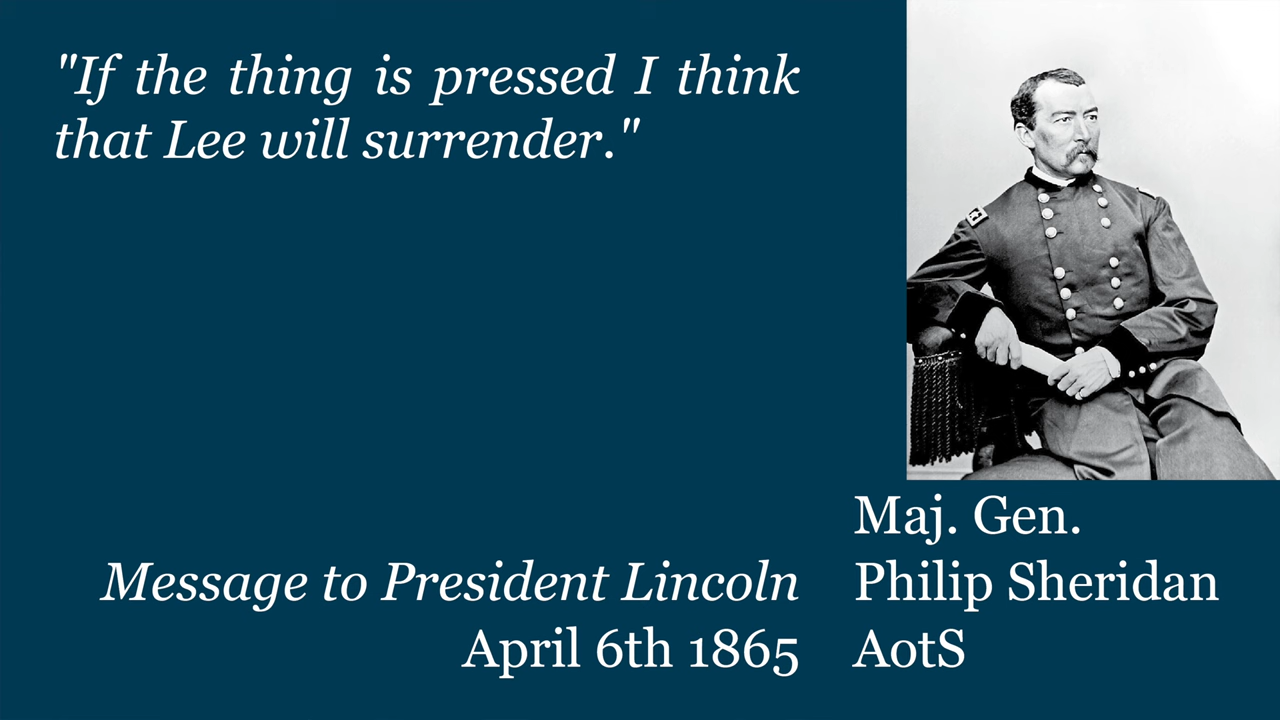 "If the thing is pressed I think
that Lee will surrender."
Message to President Lincoln
April 6th 1865
Maj. Gen.
Philip Sheridan
AotS